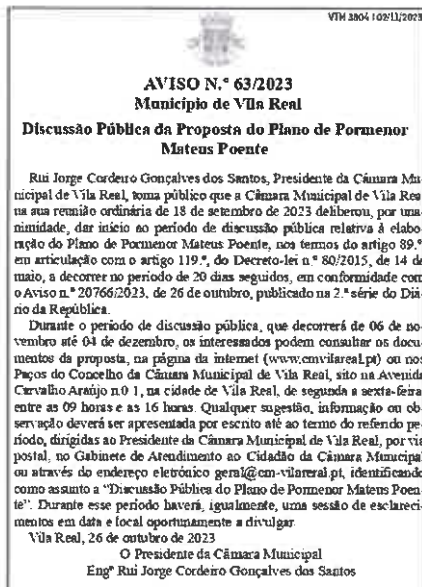 VTM 3804 | 02/11/2023
AVISO N.º 63/2023
Município de Vila Real
Discussão Pública da Proposta do Plano de Pormenor
Mateus Poente
Rui Jorge Cordeiro Gonçalves dos Santos, Presidente da Câmara Mu-
nicipal de Vila Real, torna público que a Câmara Municipal de Vila Rea
na sua reunião ordinária de 18 de setembro de 2023 deliberou, por una-
nimidade, dar início ao período de discussão pública relativa à elabo-
ração do Plano de Pormenor Mateus Poente, nos termos do artigo 89.º
em articulação com o artigo 119.º, do Decreto-lei n.º 80/2015, de 14 de
maio, a decorrer no período de 20 dias seguidos, em conformidade com
o Aviso n.º 20766/2023, de 26 de outubro, publicado na 2.ª série do Diá-
rio da República.
Durante o período de discussão pública, que decorrerá de 06 de no-
vembro até 04 de dezembro, os interessados podem consultar os docu-
mentos da proposta, na página da internet (www.cmvilareal.pt) ou nos
Paços do Concelho da Câmara Municipal de Vila Real, sito na Avenida
Carvalho Araújo n.0 1, na cidade de Vila Real, de segunda a sexta-feira
entre as 09 horas e as 16 horas. Qualquer sugestão, informação ou ob-
servação deverá ser apresentada por escrito até ao termo do referido pe-
ríodo, dirigidas ao Presidente da Câmara Municipal de Vila Real, por via
postal, no Gabinete de Atendimento ao Cidadão da Câmara Municipal
ou através do endereço eletrónico geral@cm-vilareal.pt, identificando
como assunto a "Discussão Pública do Plano de Pormenor Mateus Poen-
te". Durante esse período haverá, igualmente, uma sessão de esclareci-
mentos em data e local oportunamente a divulgar.
Vila Real, 26 de outubro de 2023
O Presidente da Câmara Municipal
Engº Rui Jorge Cordeiro Gonçalves dos Santos